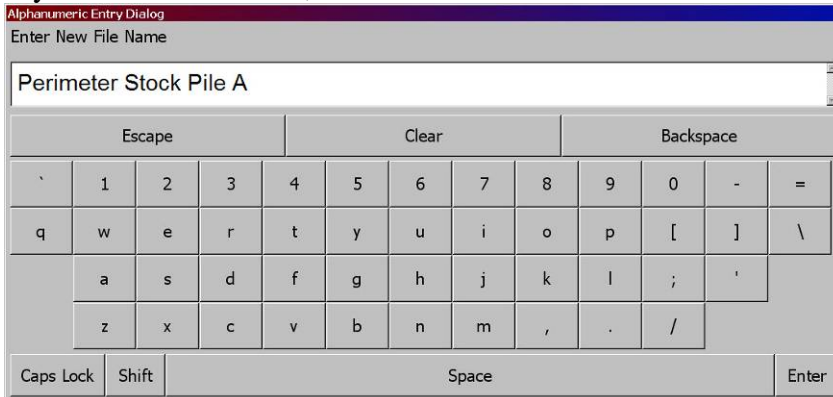 Alphanumeric Entry Dialog
Enter New File Name
Perimeter Stock Pile A
Escape Clear Backspace
` 1 2 3 4 5 6 7 8 9 0 - =
q w e r t y u i o p [ ] \
a s d f g h j k l ; '
z x c v b n m , . /
Caps Lock Shift Space Enter